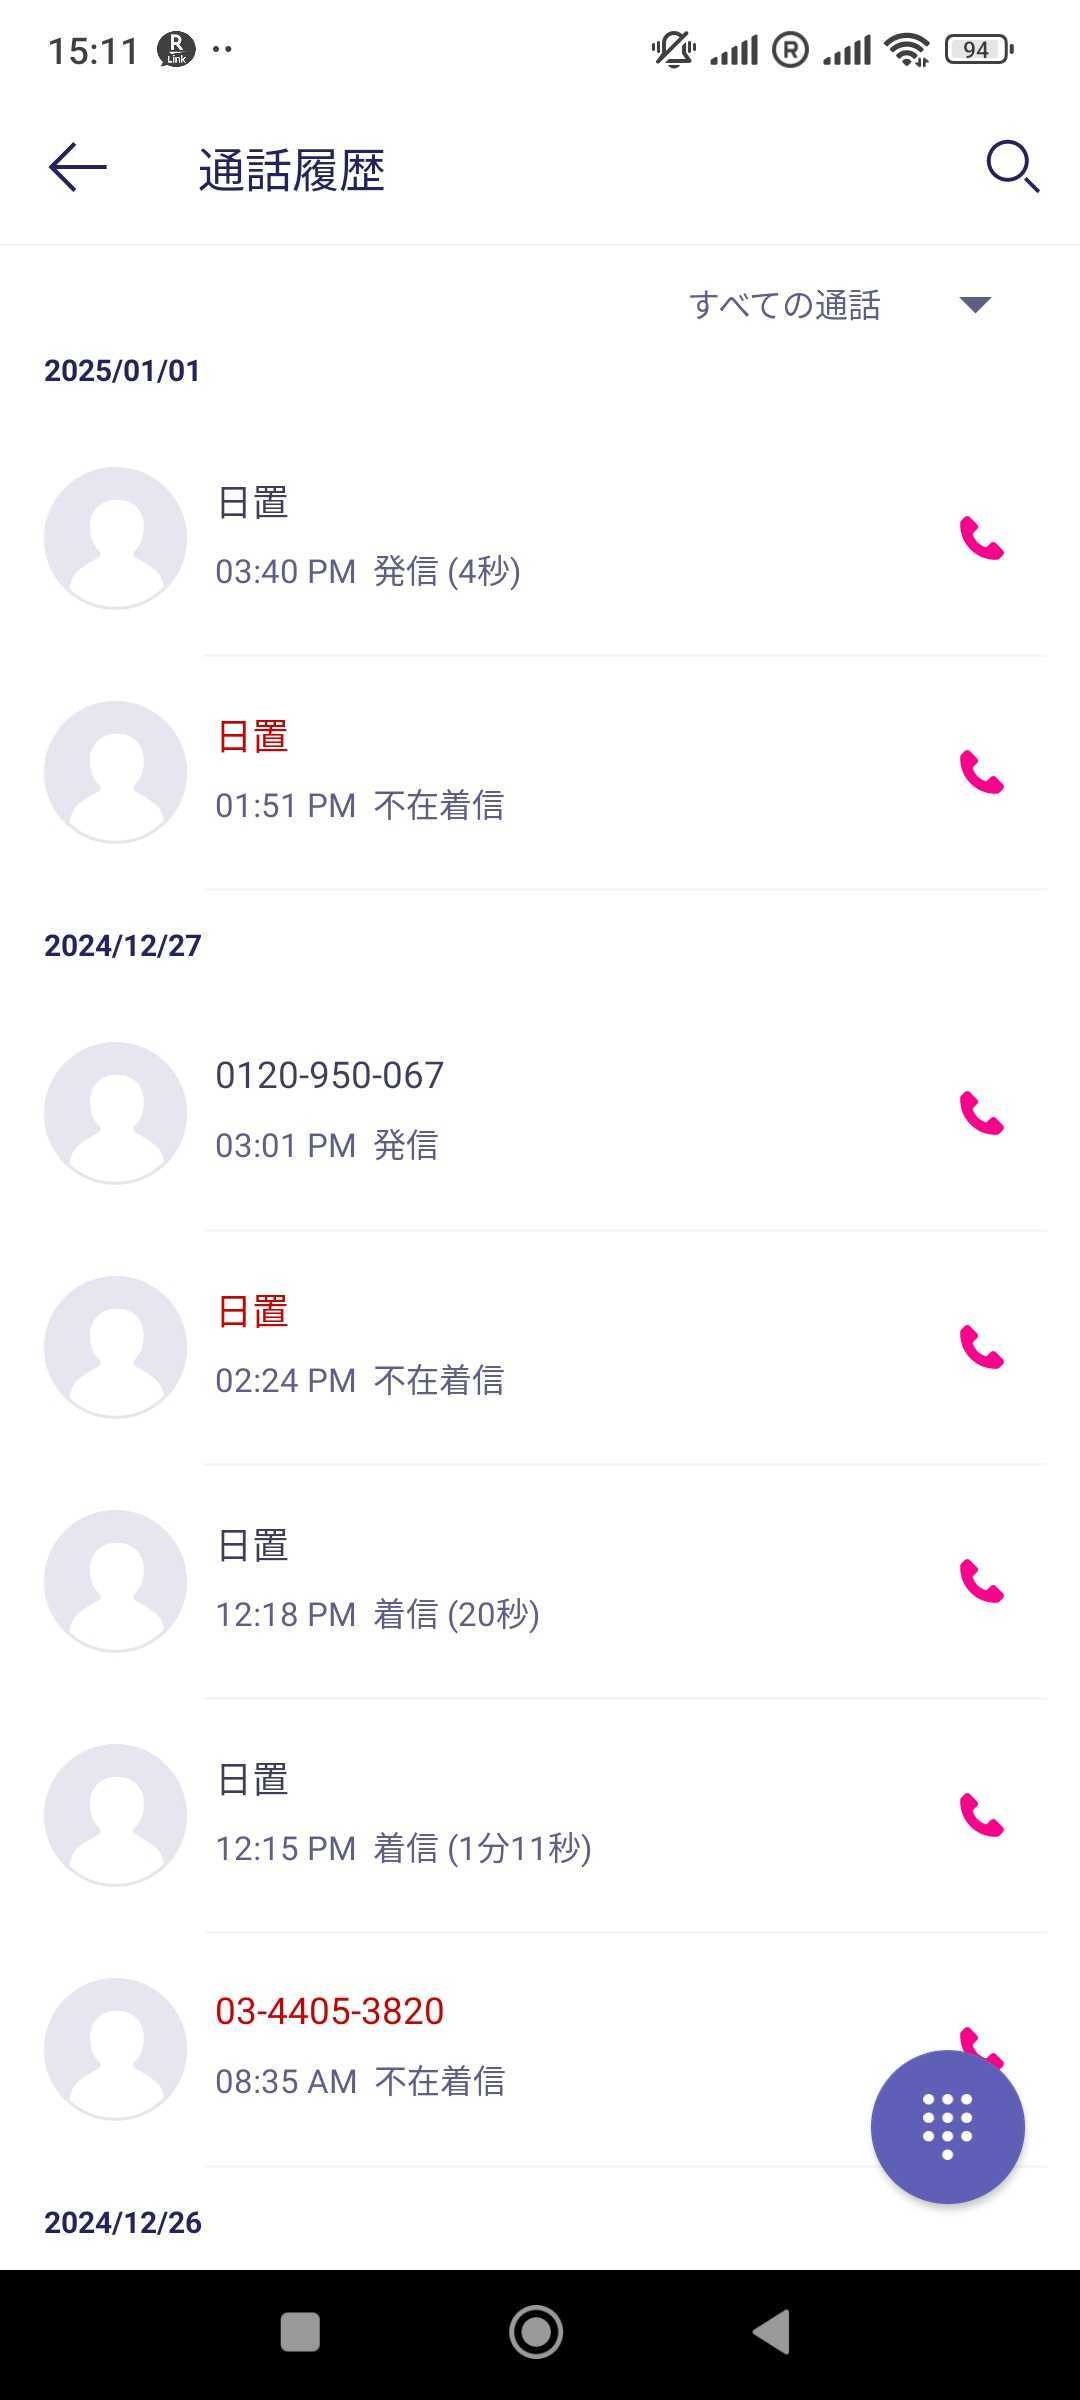 15:11 R Link 94
通話履歴
すべての通話
2025/01/01
日置
03:40 PM 発信 (4秒)
日置
01:51 PM 不在着信
2024/12/27
0120-950-067
03:01 PM 発信
日置
02:24 PM 不在着信
日置
12:18 PM 着信 (20秒)
日置
12:15 PM 着信 (1分11秒)
03-4405-3820
08:35 AM 不在着信
2024/12/26